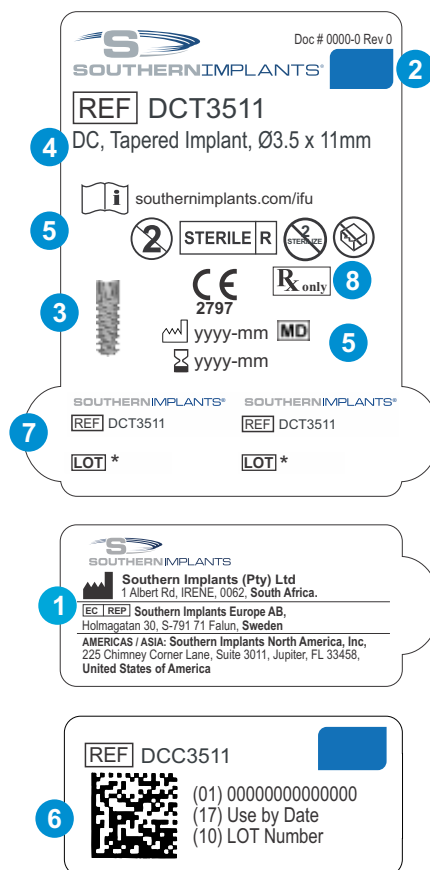 Doc # 0000-0 Rev 0
S
SOUTHERNIMPLANTS®
2
REF DCT3511
4
DC, Tapered Implant, Ø3.5 x 11mm
i southernimplants.com/ifu
5
2 STERILE R 2 STERILIZE
Rx only 8
3
CE
2797
yyyy-mm MD
5
yyyy-mm
SOUTHERNIMPLANTS® SOUTHERNIMPLANTS®
7
REF DCT3511 REF DCT3511
LOT * LOT *
S
SOUTHERNIMPLANTS
Southern Implants (Pty) Ltd
1 Albert Rd, IRENE, 0062, South Africa.
1
EC REP Southern Implants Europe AB,
Holmagatan 30, S-791 71 Falun, Sweden
AMERICAS / ASIA: Southern Implants North America, Inc,
225 Chimney Corner Lane, Suite 3011, Jupiter, FL 33458,
United States of America
REF DCC3511
6
(01) 00000000000000
(17) Use by Date
(10) LOT Number